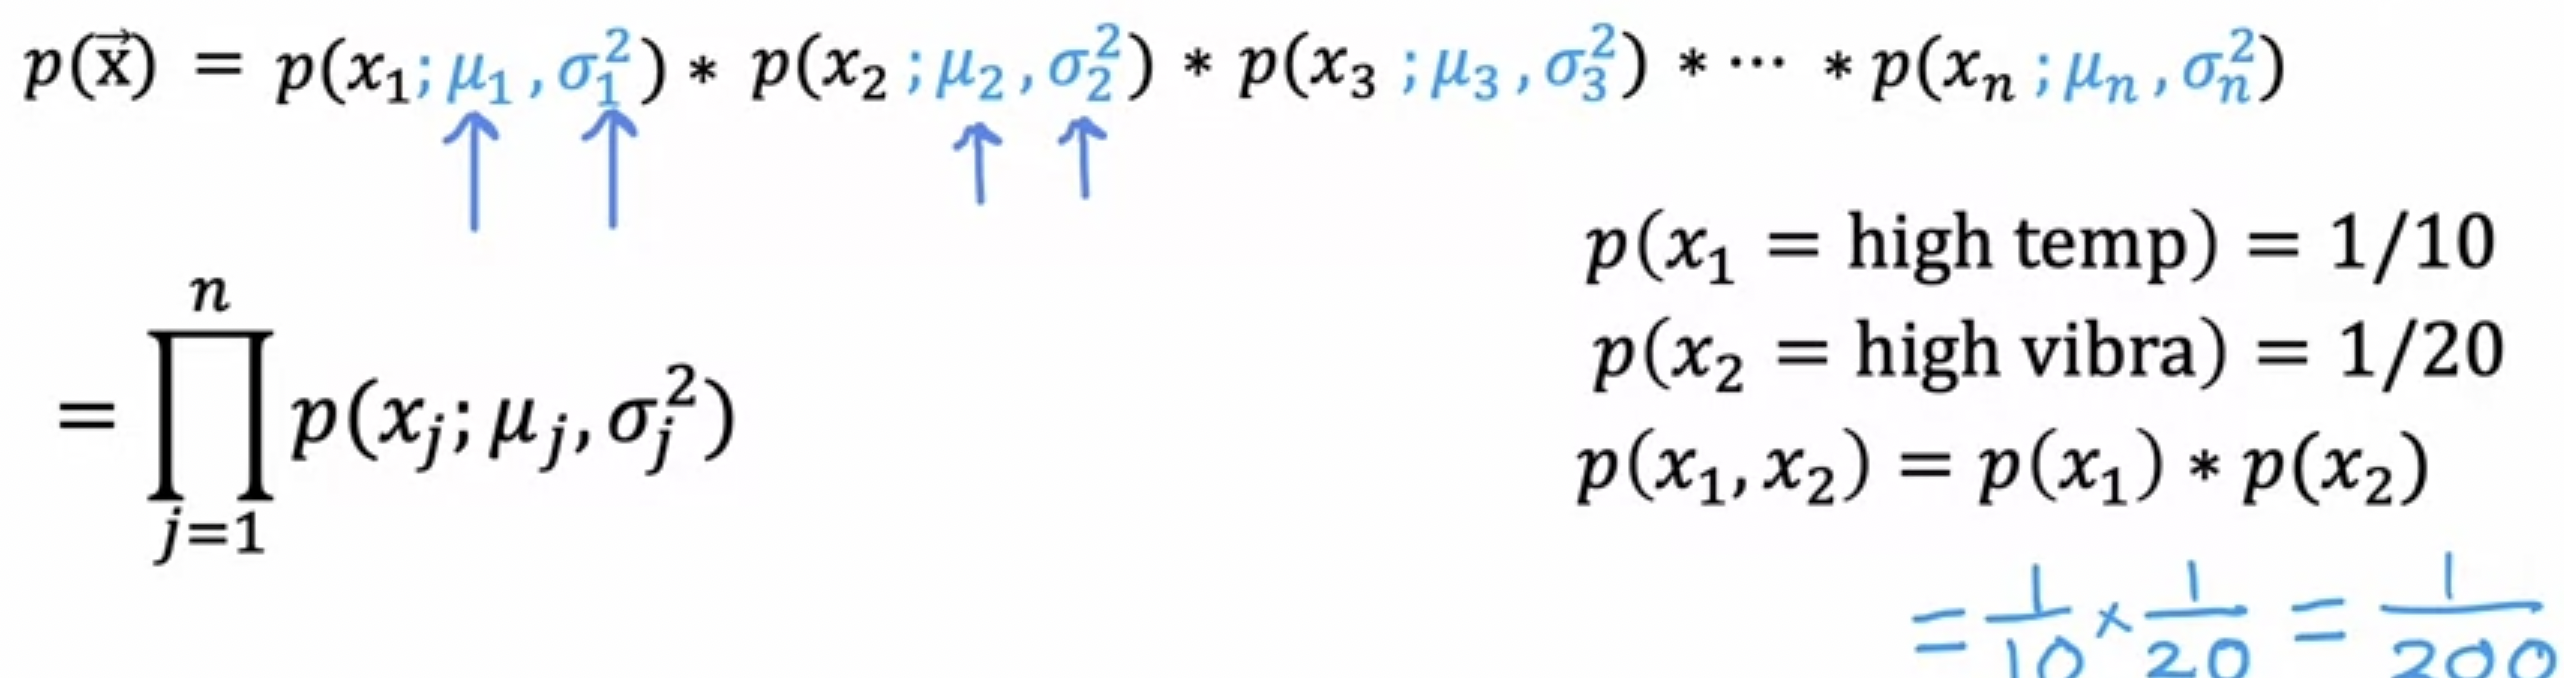 p(x⃗) = p(x₁; μ₁, σ₁²) * p(x₂; μ₂, σ₂²) * p(x₃; μ₃, σ₃²) * ⋯ * p(xₙ; μₙ, σₙ²)
= ∏ⱼ₌₁ⁿ p(xⱼ; μⱼ, σⱼ²)
p(x₁ = high temp) = 1/10
p(x₂ = high vibra) = 1/20
p(x₁, x₂) = p(x₁) * p(x₂)
= 1/10 × 1/20 = 1/200